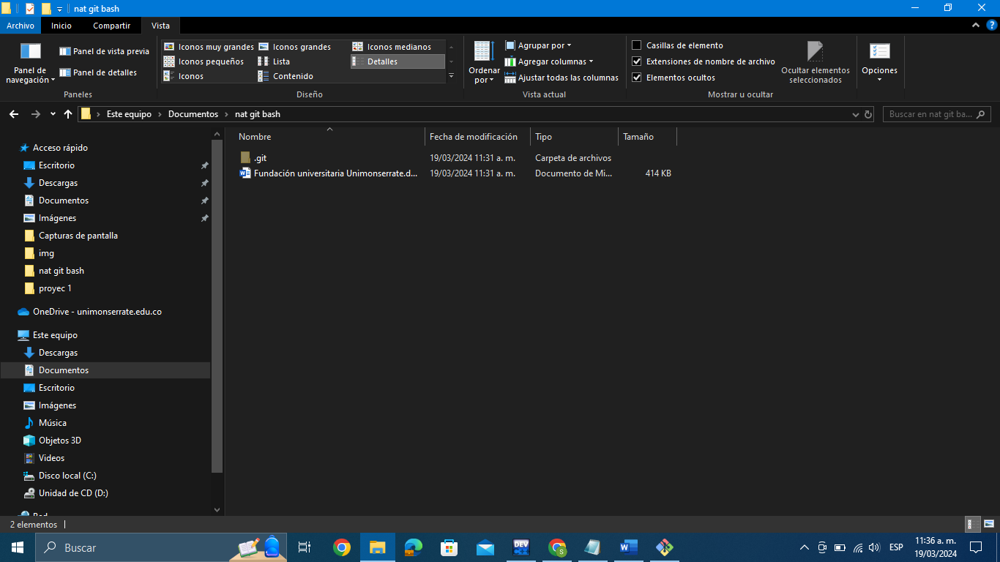 nat git bash
Archivo Inicio Compartir Vista
Panel de navegación
Panel de vista previa
Panel de detalles
Paneles
Iconos muy grandes Iconos grandes Iconos medianos
Iconos pequeños Lista Detalles
Iconos Contenido
Diseño
Ordenar por
Agrupar por
Agregar columnas
Ajustar todas las columnas
Vista actual
Casillas de elemento
Extensiones de nombre de archivo
Elementos ocultos
Ocultar elementos seleccionados
Mostrar u ocultar
Opciones
Este equipo › Documentos › nat git bash
Buscar en nat git ba...
Acceso rápido
Escritorio
Descargas
Documentos
Imágenes
Capturas de pantalla
img
nat git bash
proyec 1
OneDrive - unimonserrate.edu.co
Este equipo
Descargas
Documentos
Escritorio
Imágenes
Música
Objetos 3D
Videos
Disco local (C:)
Unidad de CD (D:)
Red
Nombre Fecha de modificación Tipo Tamaño
.git 19/03/2024 11:31 a. m. Carpeta de archivos
Fundación universitaria Unimonserrate.d... 19/03/2024 11:31 a. m. Documento de Mi... 414 KB
2 elementos
Buscar
DEV
S
ESP
11:36 a. m.
19/03/2024